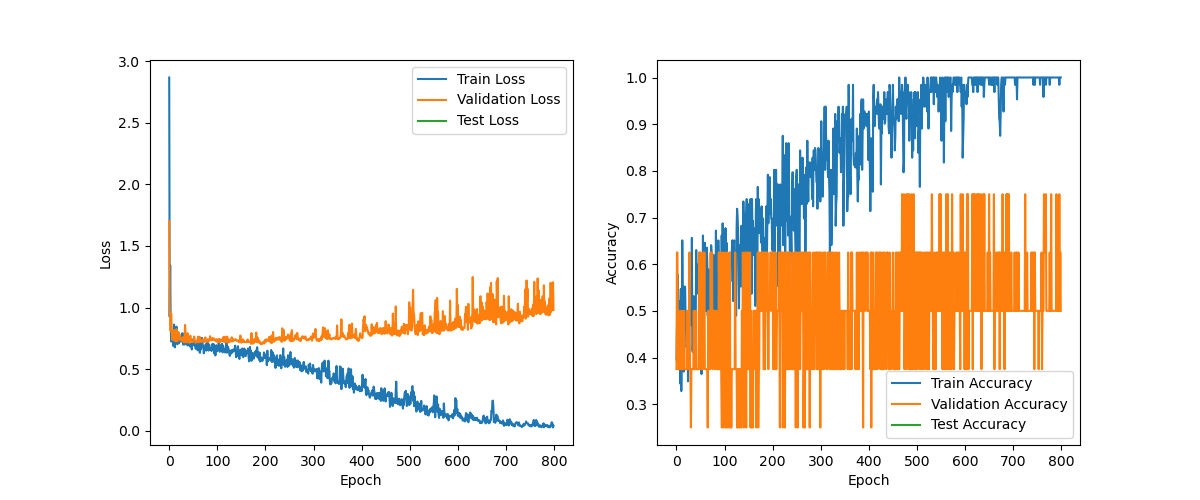 3.0
2.5
2.0
1.5
1.0
0.5
0.0
Loss
0 100 200 300 400 500 600 700 800
Epoch
Train Loss
Validation Loss
Test Loss
1.0
0.9
0.8
0.7
0.6
0.5
0.4
0.3
Accuracy
0 100 200 300 400 500 600 700 800
Epoch
Train Accuracy
Validation Accuracy
Test Accuracy